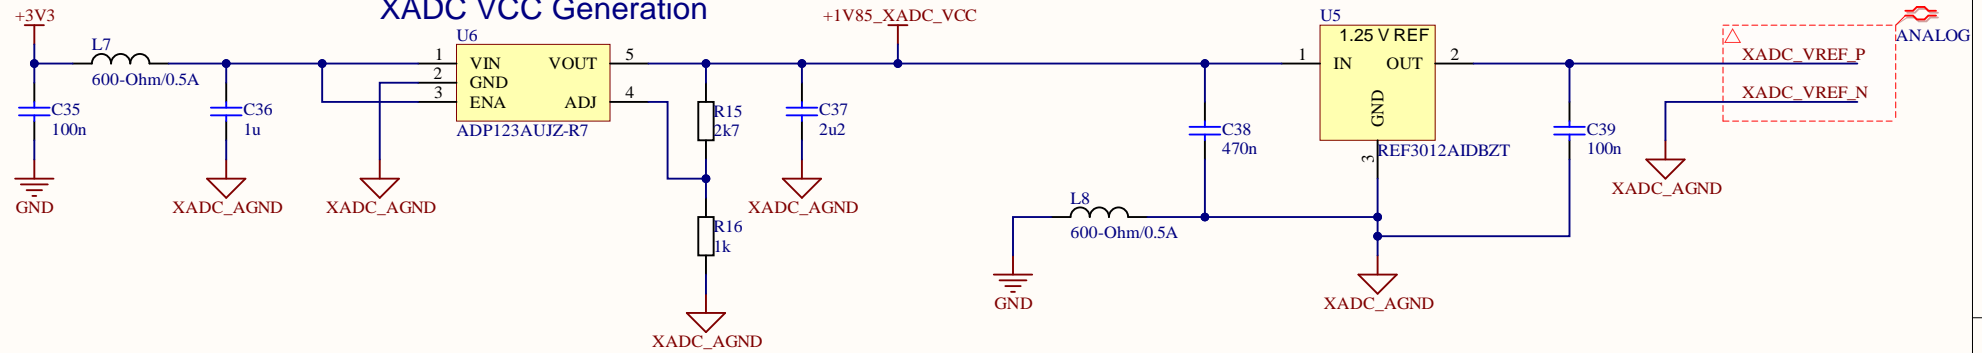 XADC VCC Generation
+3V3
+1V85_XADC_VCC
L7
600-Ohm/0.5A
C35
100n
GND
C36
1u
XADC_AGND
U6
1 VIN VOUT 5
2 GND
3 ENA ADJ 4
ADP123AUJZ-R7
XADC_AGND
R15
2k7
R16
1k
XADC_AGND
C37
2u2
XADC_AGND
C38
470n
L8
600-Ohm/0.5A
GND
U5
1.25 V REF
1 IN OUT 2
GND
3
REF3012AIDBZT
XADC_AGND
C39
100n
XADC_AGND
ANALOG
XADC_VREF_P
XADC_VREF_N